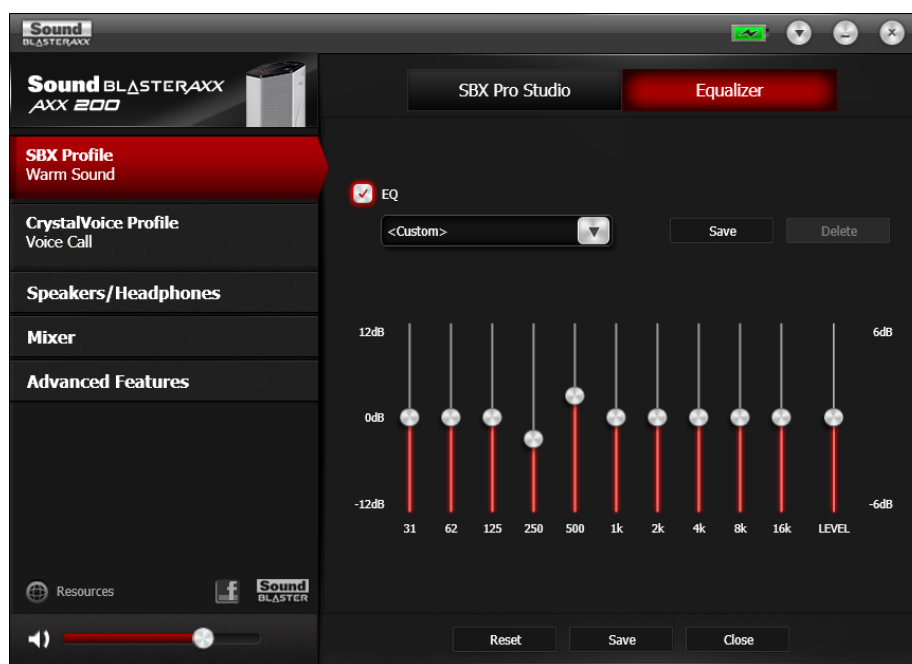 Sound
BLASTERAXX
Sound BLASTERAXX
AXX 200
SBX Pro Studio
Equalizer
SBX Profile
Warm Sound
CrystalVoice Profile
Voice Call
Speakers/Headphones
Mixer
Advanced Features
EQ
<Custom>
Save
Delete
12dB
6dB
0dB
-12dB
-6dB
31 62 125 250 500 1k 2k 4k 8k 16k LEVEL
Resources
f
Sound
BLASTER
Reset
Save
Close